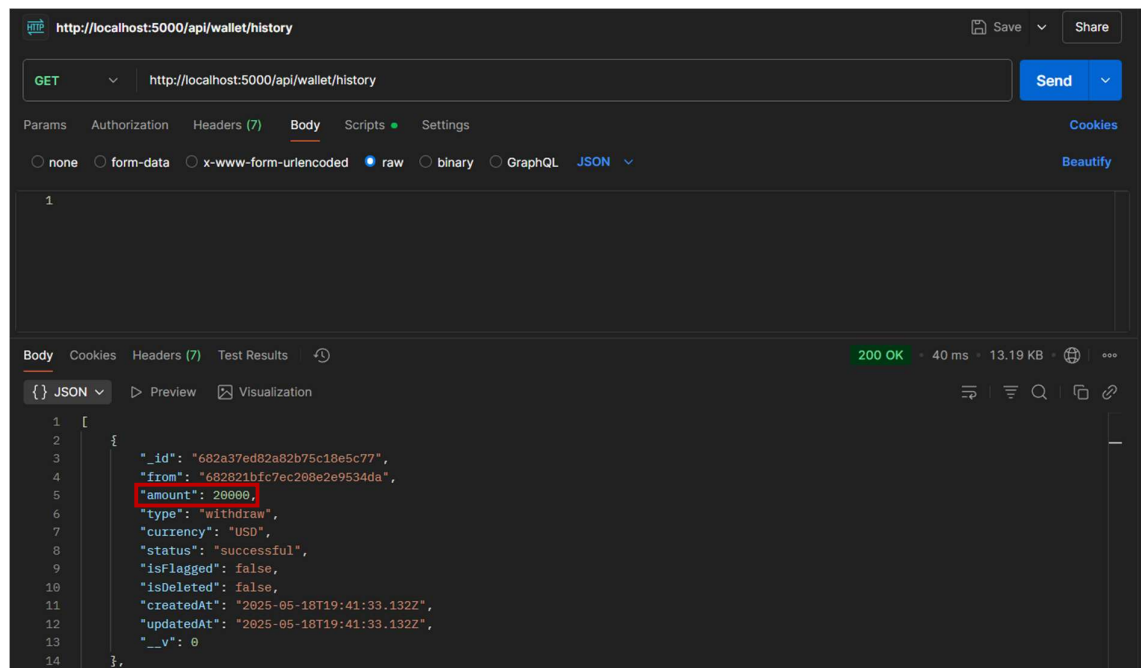 HTTP http://localhost:5000/api/wallet/history Save Share
GET http://localhost:5000/api/wallet/history Send
Params Authorization Headers (7) Body Scripts Settings Cookies
none form-data x-www-form-urlencoded raw binary GraphQL JSON Beautify
1
Body Cookies Headers (7) Test Results 200 OK 40 ms 13.19 KB
{} JSON Preview Visualization
1 [
2 {
3 "_id": "682a37ed82a82b75c18e5c77",
4 "from": "682821bfc7ec208e2e9534da",
5 "amount": 20000,
6 "type": "withdraw",
7 "currency": "USD",
8 "status": "successful",
9 "isFlagged": false,
10 "isDeleted": false,
11 "createdAt": "2025-05-18T19:41:33.132Z",
12 "updatedAt": "2025-05-18T19:41:33.132Z",
13 "__v": 0
14 },